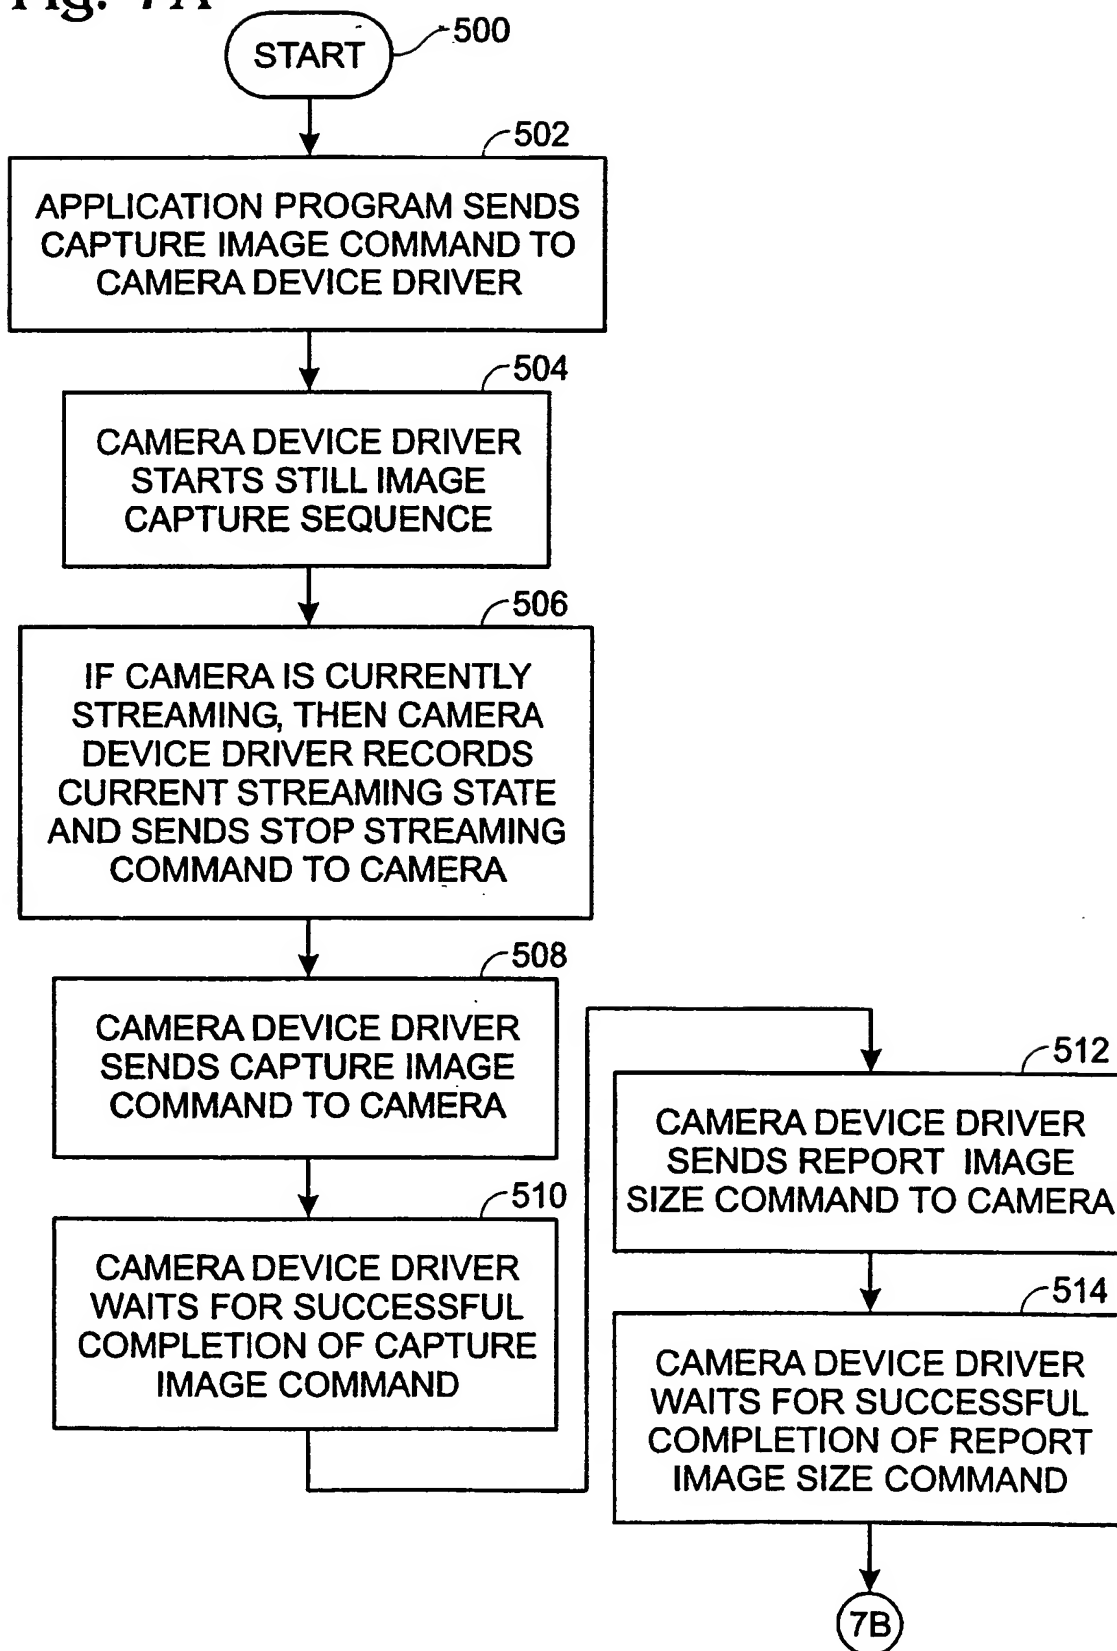 Fig. 7A
START
500
502
APPLICATION PROGRAM SENDS
CAPTURE IMAGE COMMAND TO
CAMERA DEVICE DRIVER
504
CAMERA DEVICE DRIVER
STARTS STILL IMAGE
CAPTURE SEQUENCE
506
IF CAMERA IS CURRENTLY
STREAMING, THEN CAMERA
DEVICE DRIVER RECORDS
CURRENT STREAMING STATE
AND SENDS STOP STREAMING
COMMAND TO CAMERA
508
CAMERA DEVICE DRIVER
SENDS CAPTURE IMAGE
COMMAND TO CAMERA
510
CAMERA DEVICE DRIVER
WAITS FOR SUCCESSFUL
COMPLETION OF CAPTURE
IMAGE COMMAND
512
CAMERA DEVICE DRIVER
SENDS REPORT IMAGE
SIZE COMMAND TO CAMERA
514
CAMERA DEVICE DRIVER
WAITS FOR SUCCESSFUL
COMPLETION OF REPORT
IMAGE SIZE COMMAND
7B